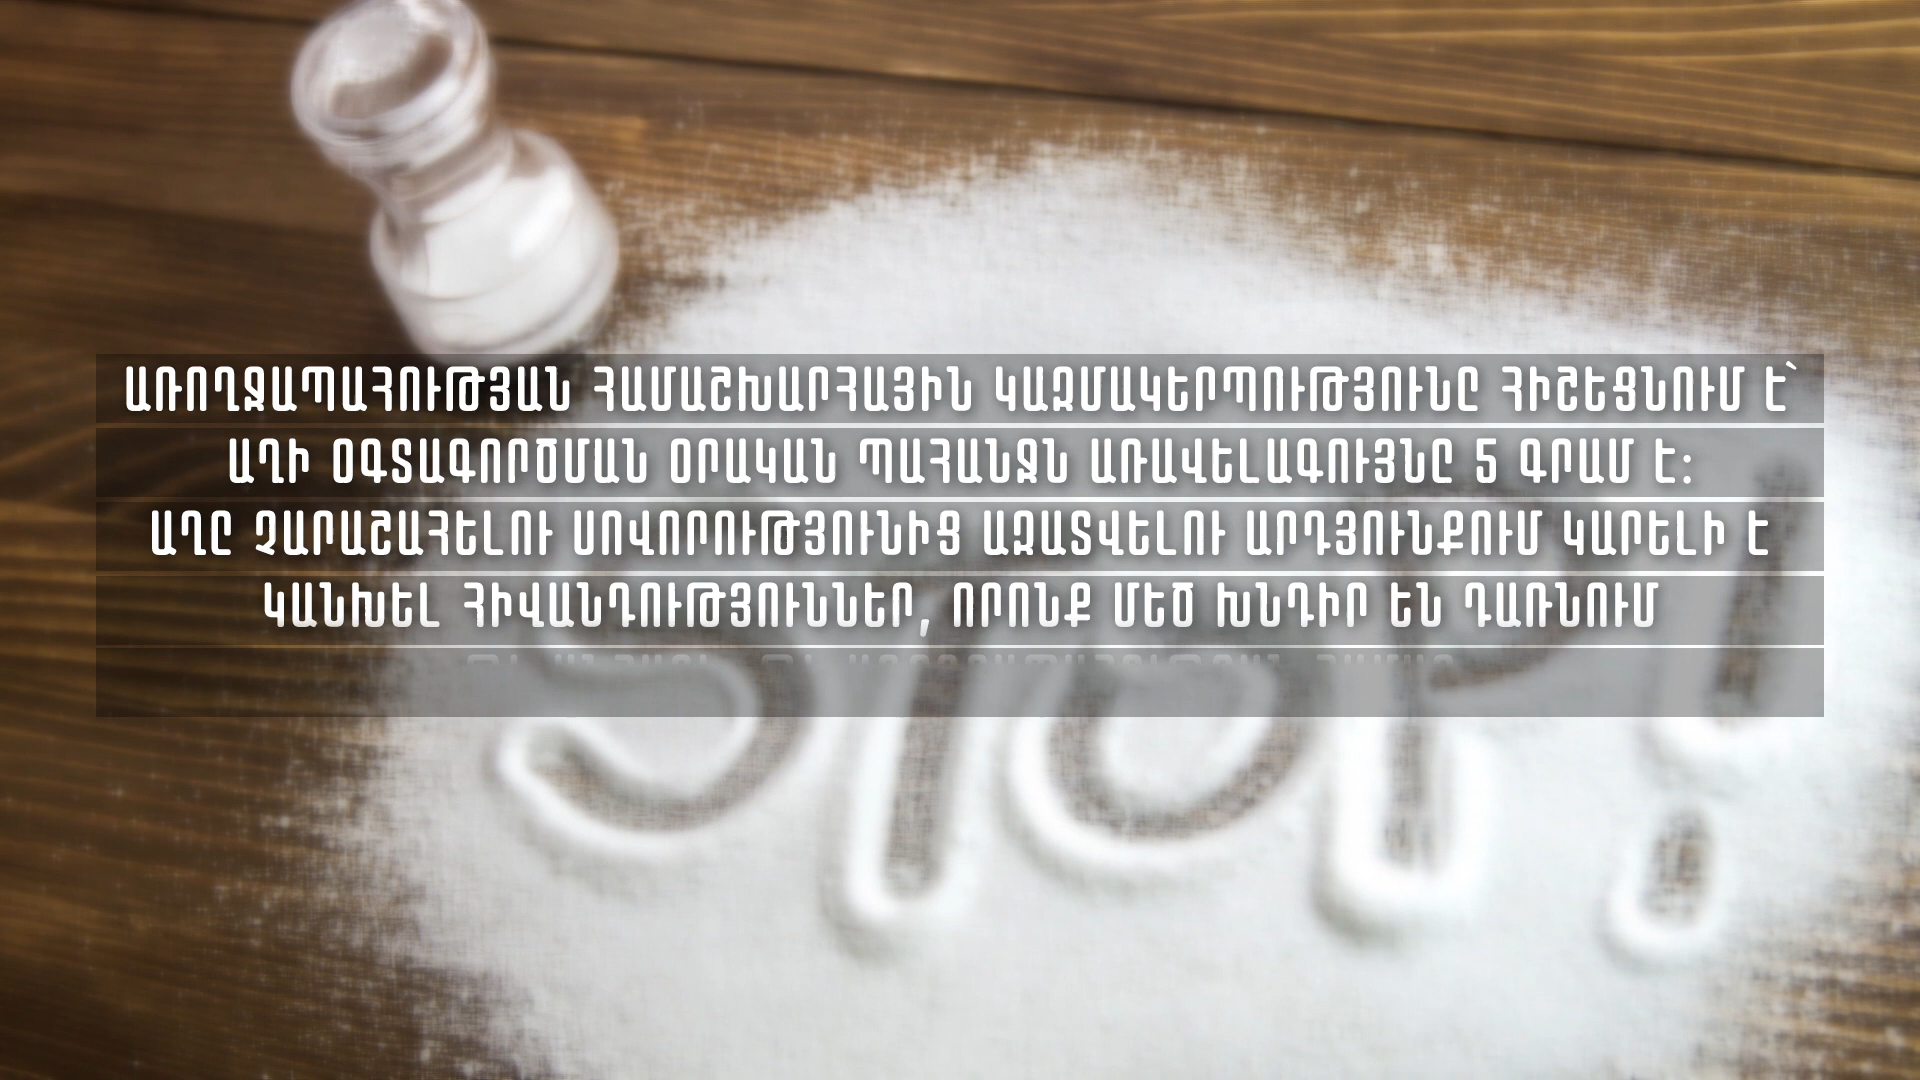 ԱՌՈՂՋԱՊԱՀՈՒԹՅԱՆ ՀԱՄԱՇԽԱՐՀԱՅԻՆ ԿԱԶՄԱԿԵՐՊՈՒԹՅՈՒՆԸ ՀԻՇԵՑՆՈՒՄ Է՝
ԱՂԻ ՕԳՏԱԳՈՐԾՄԱՆ ՕՐԱԿԱՆ ՊԱՀԱՆՋՆ ԱՌԱՎԵԼԱԳՈՒՅՆԸ 5 ԳՐԱՄ Է:
ԱՂԸ ՉԱՐԱՇԱՀԵԼՈՒ ՍՈՎՈՐՈՒԹՅՈՒՆԻՑ ԱԶԱՏՎԵԼՈՒ ԱՐԴՅՈՒՆՔՈՒՄ ԿԱՐԵԼԻ Է
ԿԱՆԽԵԼ ՀԻՎԱՆԴՈՒԹՅՈՒՆՆԵՐ, ՈՐՈՆՔ ՄԵԾ ԽՆԴԻՐ ԵՆ ԴԱՌՆՈՒՄ
STOP!